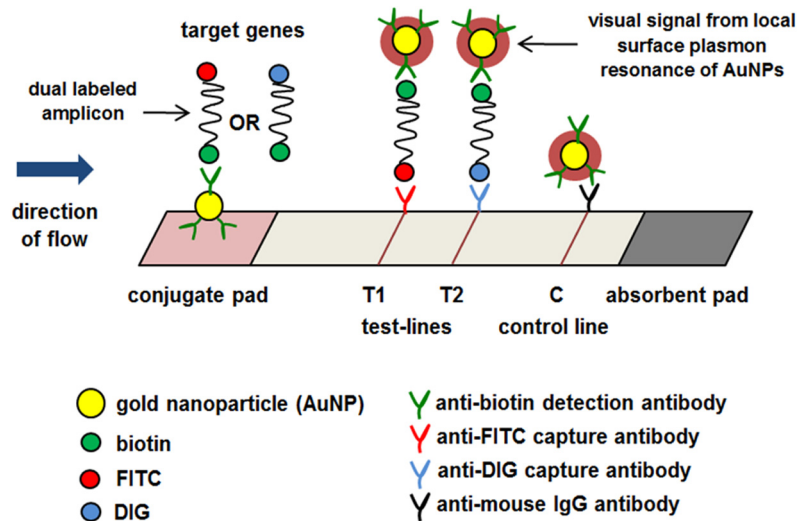 target genes
visual signal from local
surface plasmon
resonance of AuNPs
dual labeled
amplicon
OR
direction
of flow
conjugate pad
T1
T2
C
absorbent pad
test-lines
control line
gold nanoparticle (AuNP)
biotin
FITC
DIG
anti-biotin detection antibody
anti-FITC capture antibody
anti-DIG capture antibody
anti-mouse IgG antibody